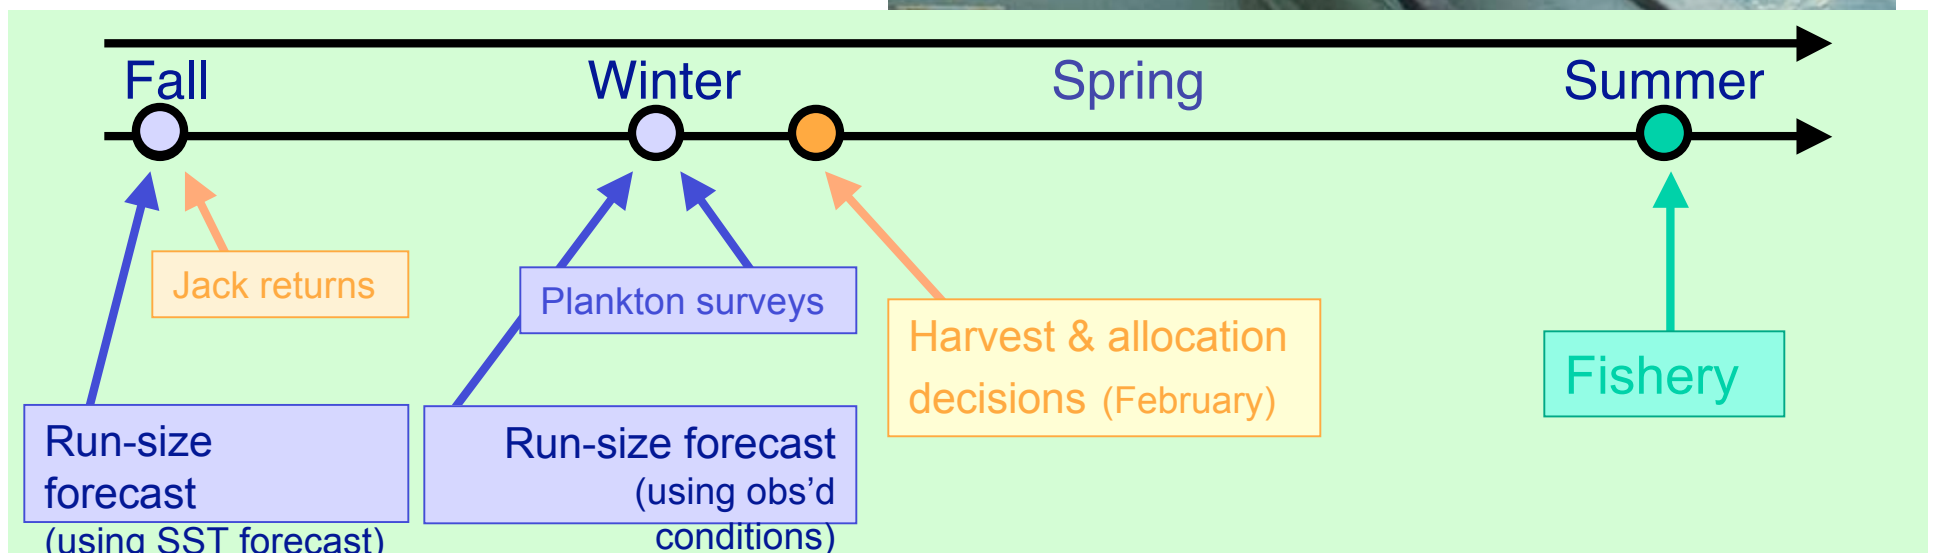 Fall
Winter
Spring
Summer
Jack returns
Plankton surveys
Harvest & allocation
decisions (February)
Fishery
Run-size
forecast
(using SST forecast)
Run-size forecast
(using obs’d
conditions)